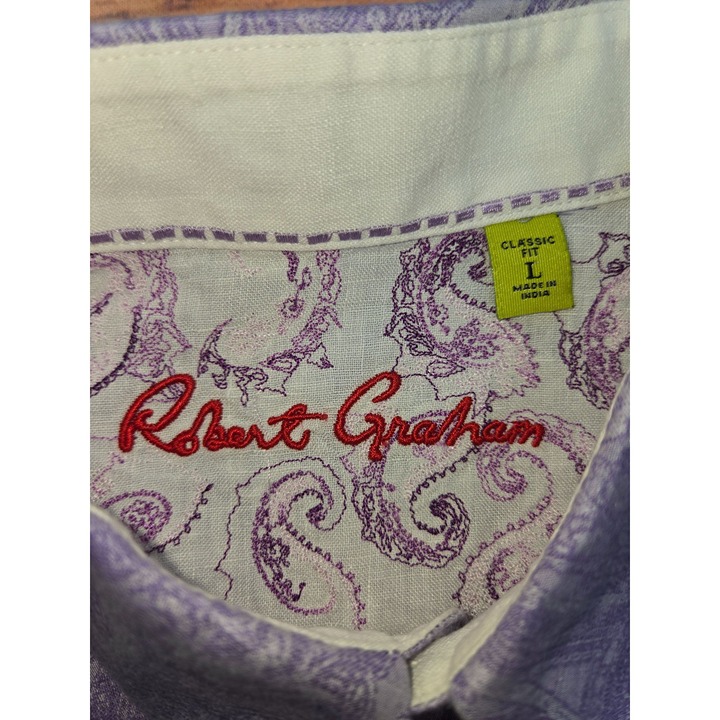 CLASSIC
FIT
L
MADE IN
INDIA
Robert Graham